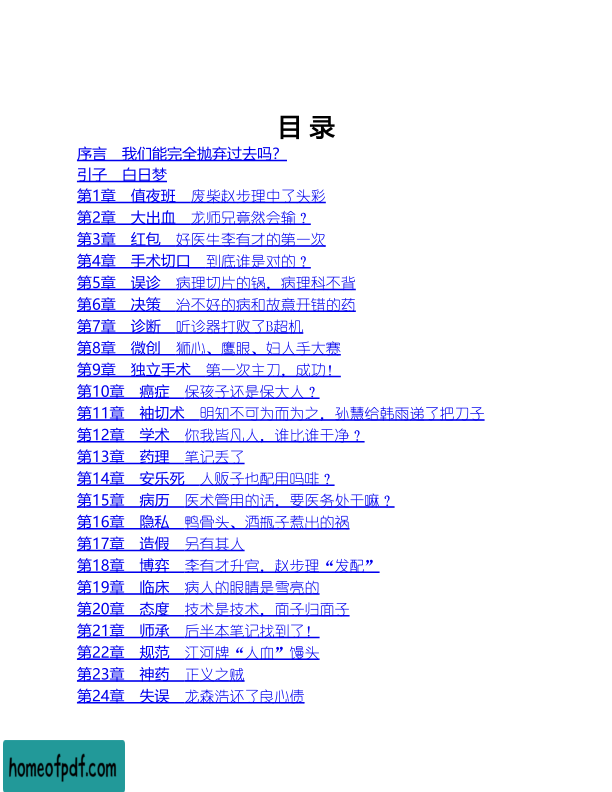 目 录
序言　我们能完全抛弃过去吗？
引子　白日梦
第1章　值夜班　废柴赵步理中了头彩
第2章　大出血　龙师兄竟然会输？
第3章　红包　好医生李有才的第一次
第4章　手术切口　到底谁是对的？
第5章　误诊　病理切片的锅，病理科不背
第6章　决策　治不好的病和故意开错的药
第7章　诊断　听诊器打败了B超机
第8章　微创　狮心、鹰眼、妇人手大赛
第9章　独立手术　第一次主刀，成功！
第10章　癌症　保孩子还是保大人？
第11章　袖切术　明知不可为而为之，孙慧给韩雨递了把刀子
第12章　学术　你我皆凡人，谁比谁干净？
第13章　药理　笔记丢了
第14章　安乐死　人贩子也配用吗啡？
第15章　病历　医术管用的话，要医务处干嘛？
第16章　隐私　鸭骨头、酒瓶子惹出的祸
第17章　造假　另有其人
第18章　博弈　李有才升官，赵步理“发配”
第19章　临床　病人的眼睛是雪亮的
第20章　态度　技术是技术，面子归面子
第21章　师承　后半本笔记找到了！
第22章　规范　江河牌“人血”馒头
第23章　神药　正义之贼
第24章　失误　龙森浩还了良心债
homeofpdf.com